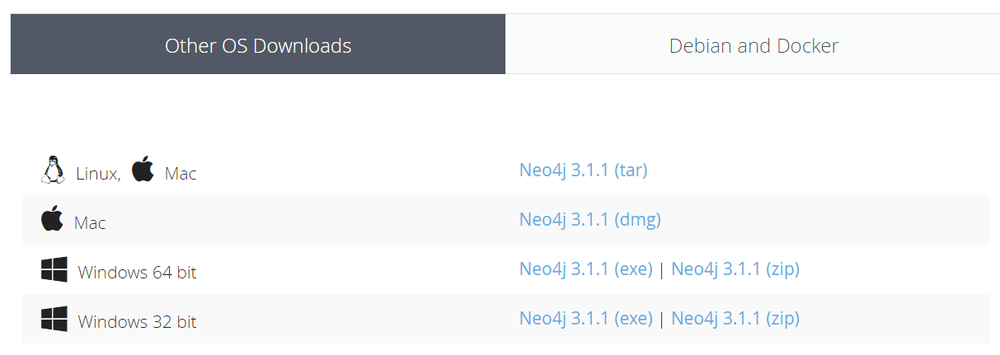 Other OS Downloads Debian and Docker
Linux, Mac Neo4j 3.1.1 (tar)
Mac Neo4j 3.1.1 (dmg)
Windows 64 bit Neo4j 3.1.1 (exe) | Neo4j 3.1.1 (zip)
Windows 32 bit Neo4j 3.1.1 (exe) | Neo4j 3.1.1 (zip)